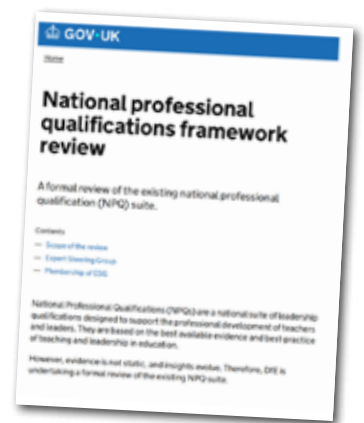 GOV·UK
Home
National professional
qualifications framework
review
A formal review of the existing national professional
qualification (NPQ) suite.
Contents
— Scope of the review
— Expert Steering Group
— Membership of ESG
National Professional Qualifications (NPQs) are a national suite of leadership
qualifications designed to support the professional development of teachers
and leaders. They are based on the best available evidence and best practice
of teaching and leadership in education.
However, evidence is not static, and insights evolve. Therefore, DfE is
undertaking a formal review of the existing NPQ suite.